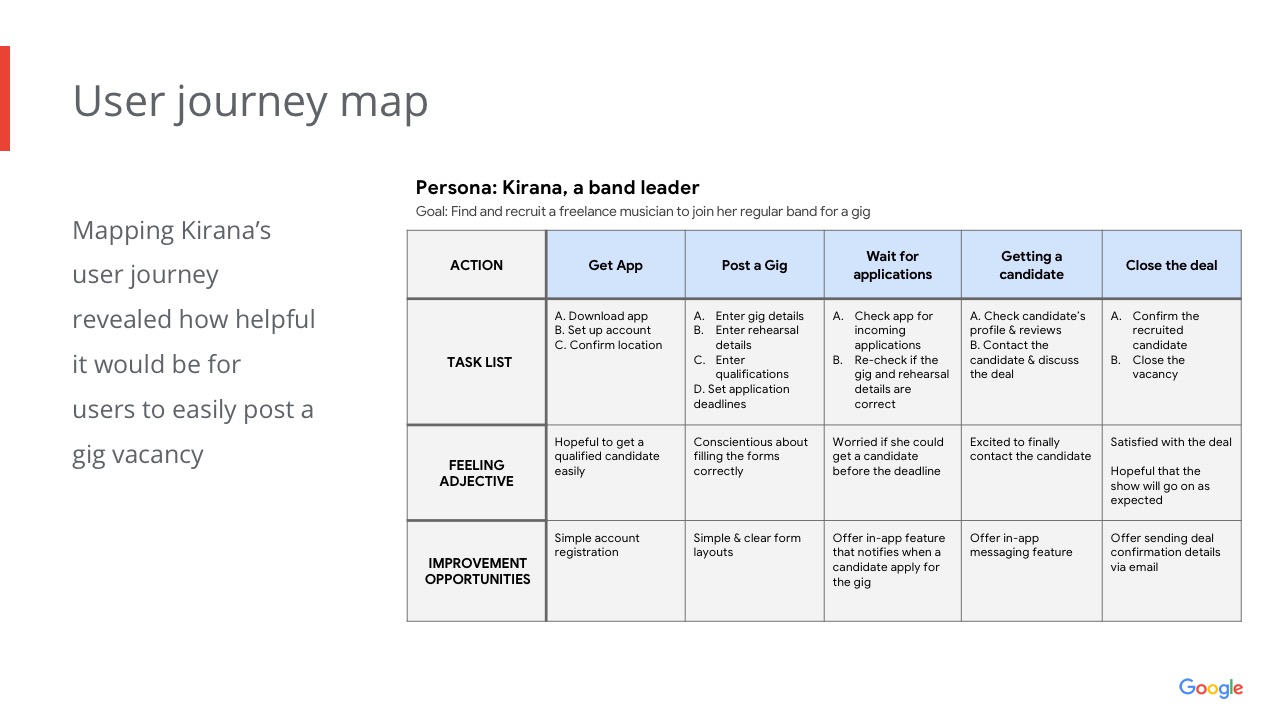 User journey map
Mapping Kirana’s
user journey
revealed how helpful
it would be for
users to easily post a
gig vacancy
Persona: Kirana, a band leader
Goal: Find and recruit a freelance musician to join her regular band for a gig
ACTION
Get App
Post a Gig
Wait for
applications
Getting a
candidate
Close the deal
TASK LIST
A. Download app
B. Set up account
C. Confirm location
A. Enter gig details
B. Enter rehearsal
details
C. Enter
qualifications
D. Set application
deadlines
A. Check app for
incoming
applications
B. Re-check if the
gig and rehearsal
details are
correct
A. Check candidate’s
profile & reviews
B. Contact the
candidate & discuss
the deal
A. Confirm the
recruited
candidate
B. Close the
vacancy
FEELING
ADJECTIVE
Hopeful to get a
qualified candidate
easily
Conscientious about
filling the forms
correctly
Worried if she could
get a candidate
before the deadline
Excited to finally
contact the candidate
Satisfied with the deal
Hopeful that the
show will go on as
expected
IMPROVEMENT
OPPORTUNITIES
Simple account
registration
Simple & clear form
layouts
Offer in-app feature
that notifies when a
candidate apply for
the gig
Offer in-app
messaging feature
Offer sending deal
confirmation details
via email
Google